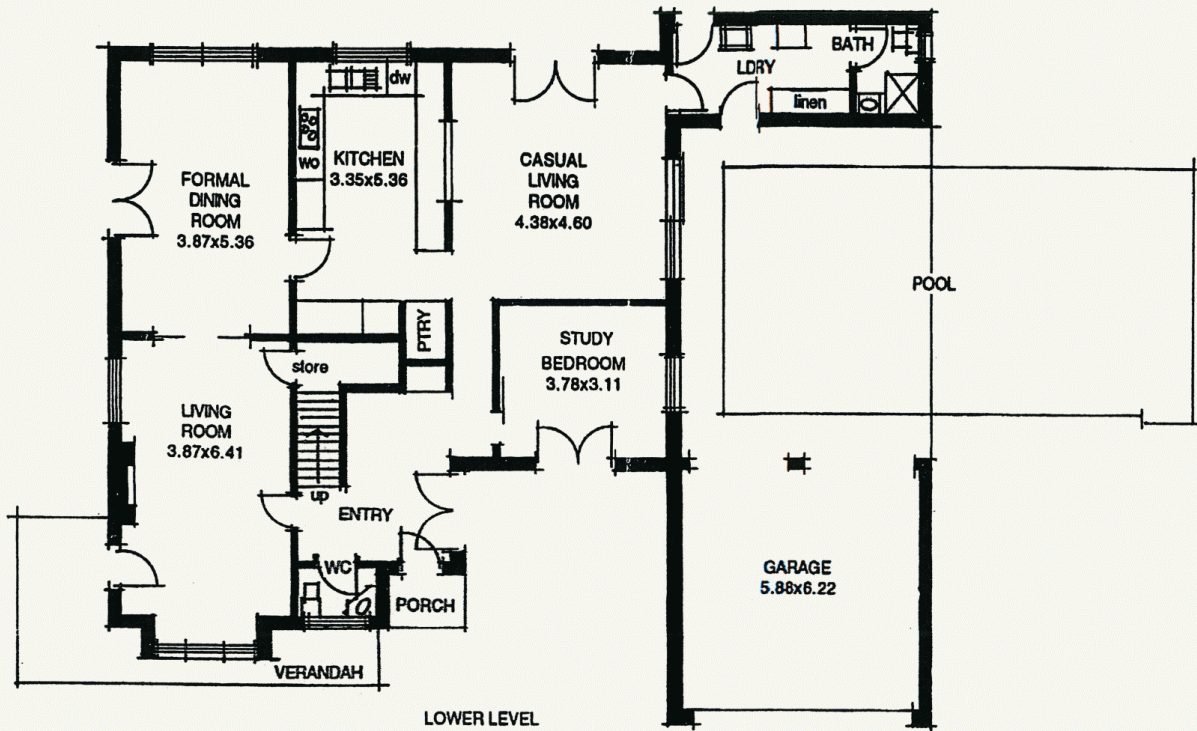 BATH
LDRY
linen
dw
wo
KITCHEN
3.35x5.36
CASUAL
LIVING
ROOM
4.38x4.60
FORMAL
DINING
ROOM
3.87x5.36
POOL
PTRY
STUDY
BEDROOM
3.78x3.11
store
LIVING
ROOM
3.87x6.41
up
ENTRY
WC
PORCH
GARAGE
5.88x6.22
VERANDAH
LOWER LEVEL